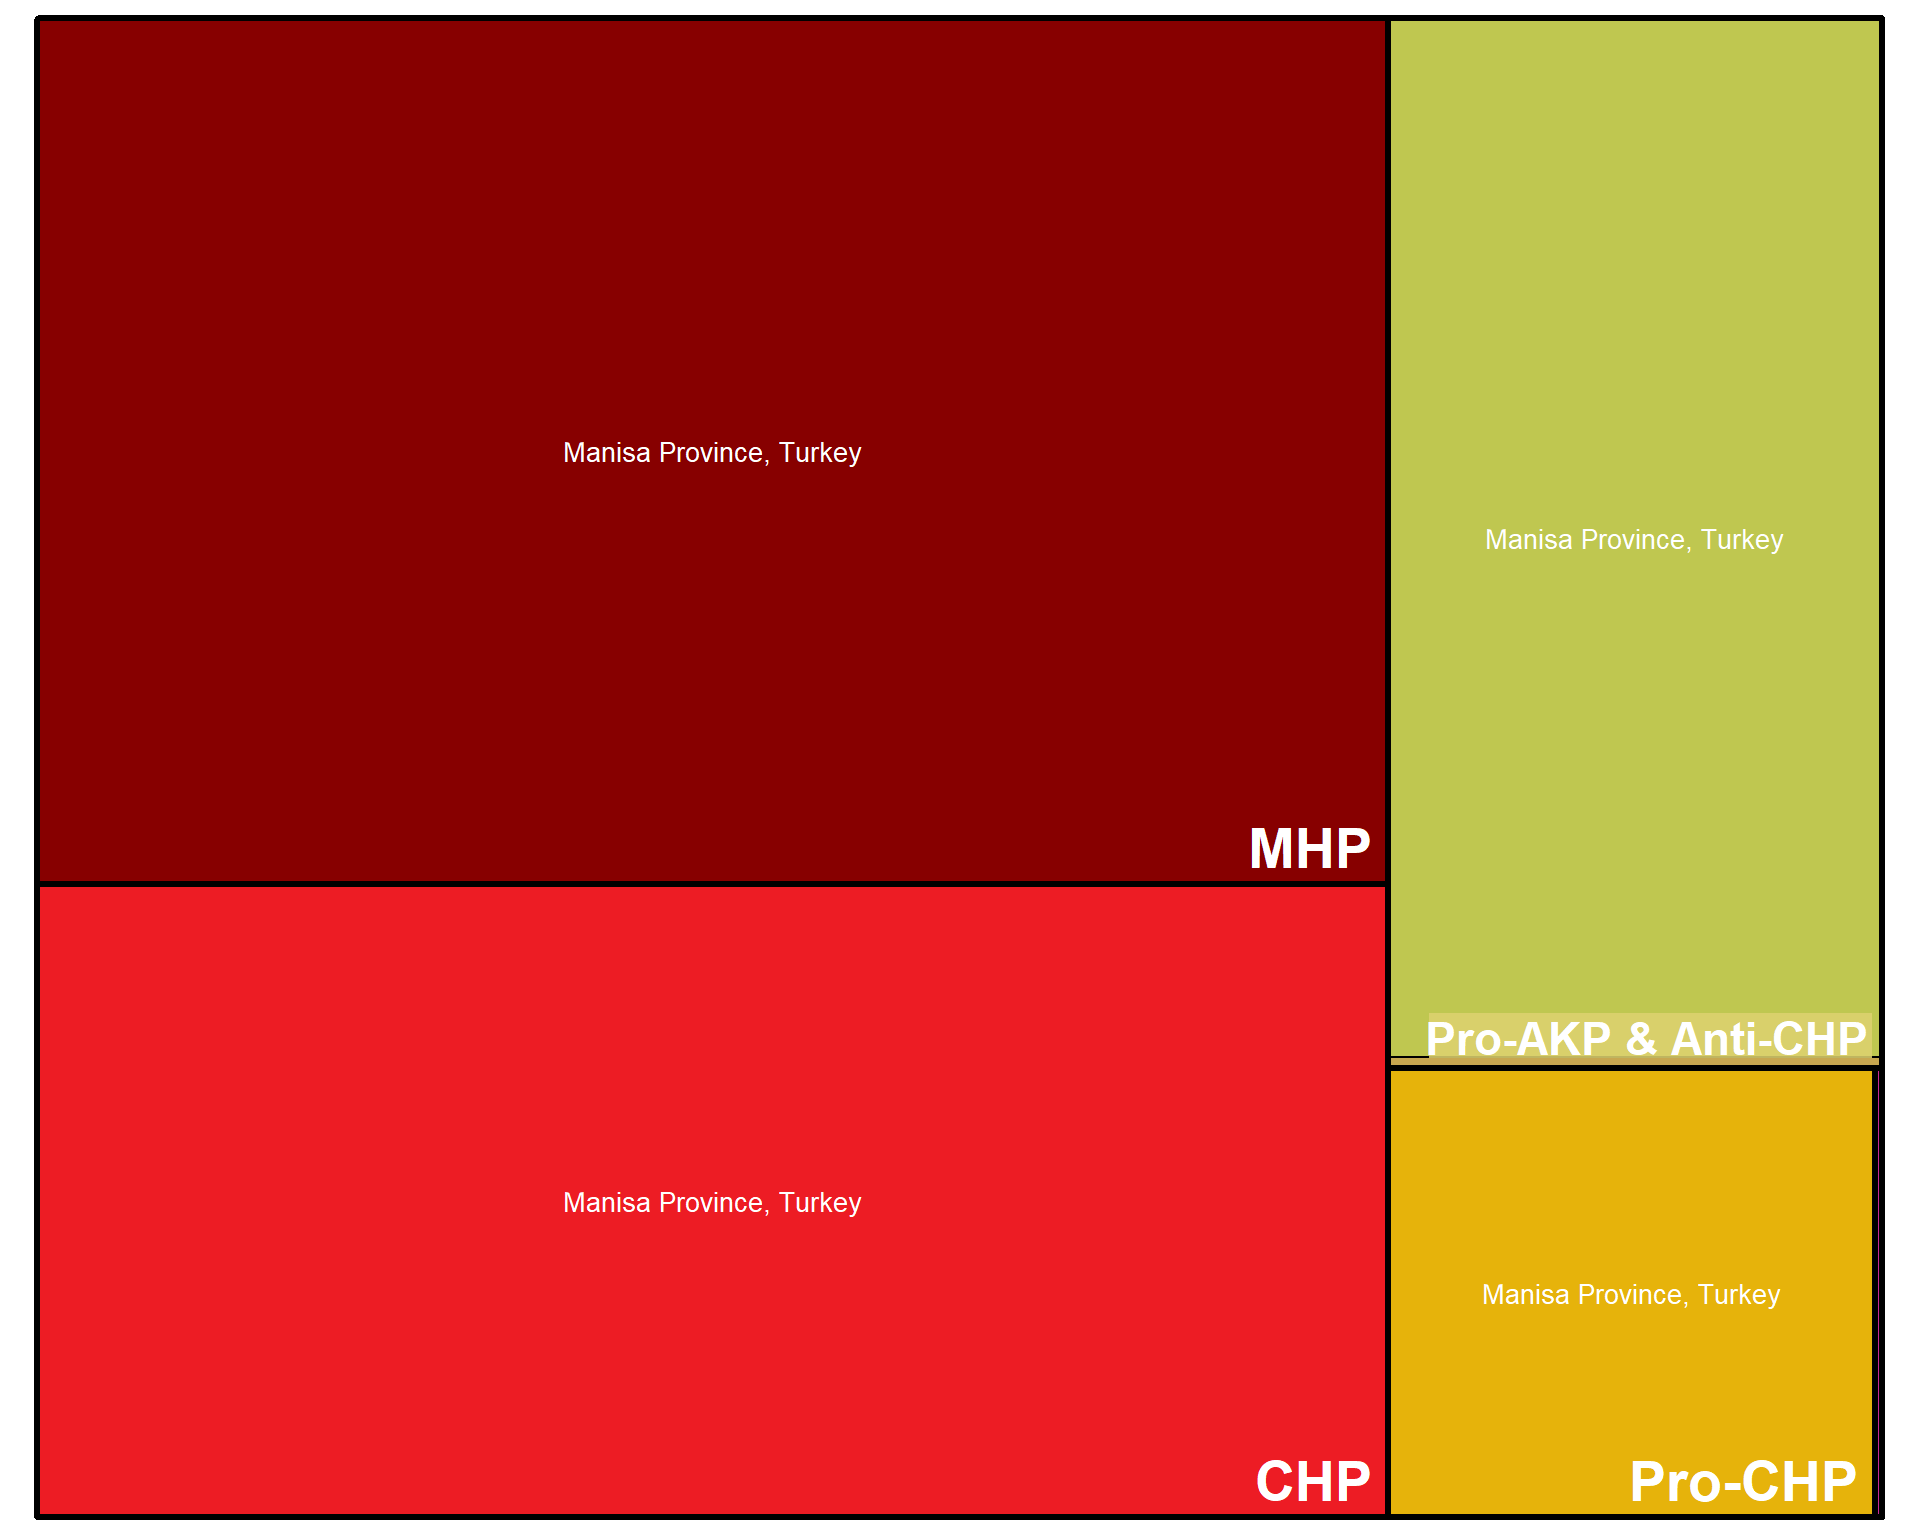 Manisa Province, Turkey
MHP
Manisa Province, Turkey
Pro-AKP & Anti-CHP
Manisa Province, Turkey
CHP
Manisa Province, Turkey
Pro-CHP